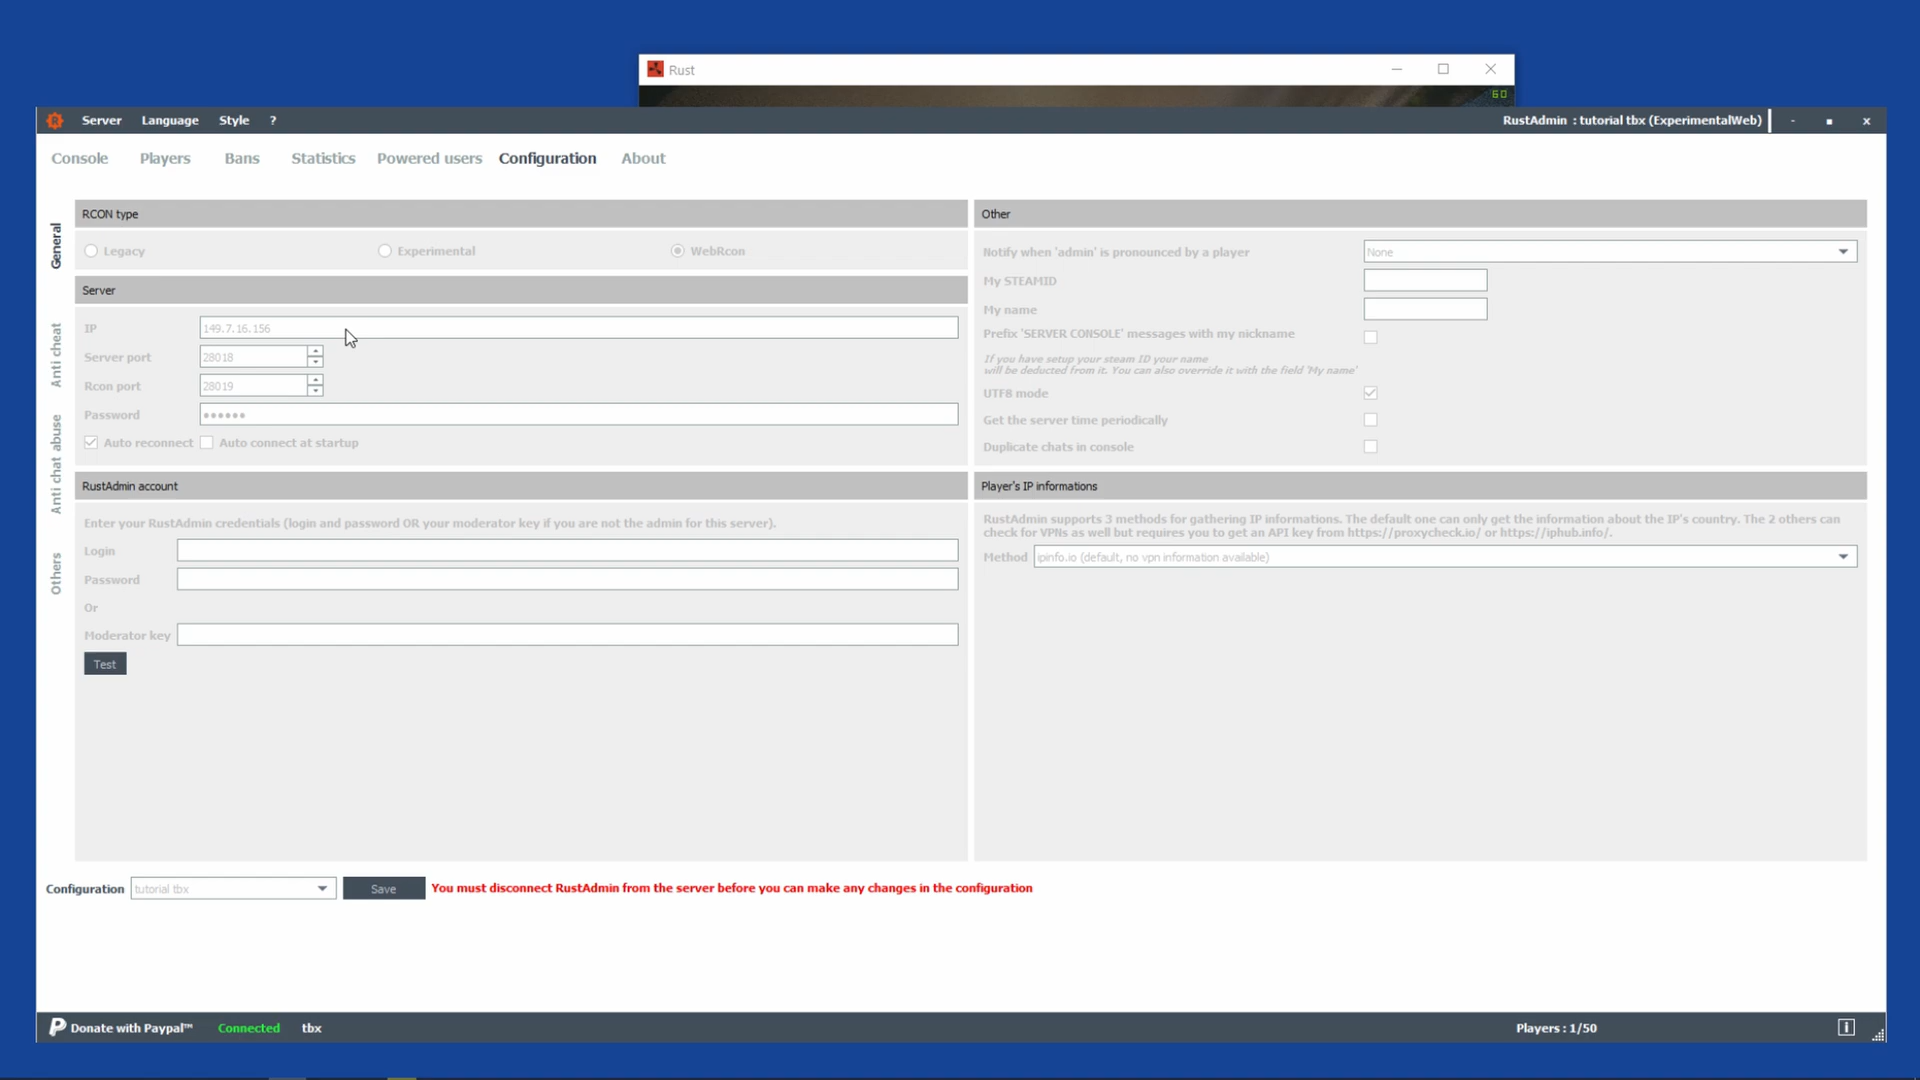 Rust
60
Server Language Style ?
RustAdmin : tutorial tbx (ExperimentalWeb) - x
Console Players Bans Statistics Powered users Configuration About
General
Anti cheat
Anti chat abuse
Others
RCON type
Legacy Experimental WebRcon
Server
IP 149.7.16.156
Server port 28018
Rcon port 28019
Password ●●●●●●
Auto reconnect Auto connect at startup
RustAdmin account
Enter your RustAdmin credentials (login and password OR your moderator key if you are not the admin for this server).
Login
Password
Or
Moderator key
Test
Other
Notify when 'admin' is pronounced by a player None
My STEAMID
My name
Prefix 'SERVER CONSOLE' messages with my nickname
If you have setup your steam ID your name
will be deducted from it. You can also override it with the field 'My name'
UTF8 mode
Get the server time periodically
Duplicate chats in console
Player's IP informations
RustAdmin supports 3 methods for gathering IP informations. The default one can only get the information about the IP's country. The 2 others can
check for VPNs as well but requires you to get an API key from https://proxycheck.io/ or https://iphub.info/.
Method ipinfo.io (default, no vpn information available)
Configuration tutorial tbx Save You must disconnect RustAdmin from the server before you can make any changes in the configuration
Donate with Paypal™ Connected tbx Players : 1/50 i